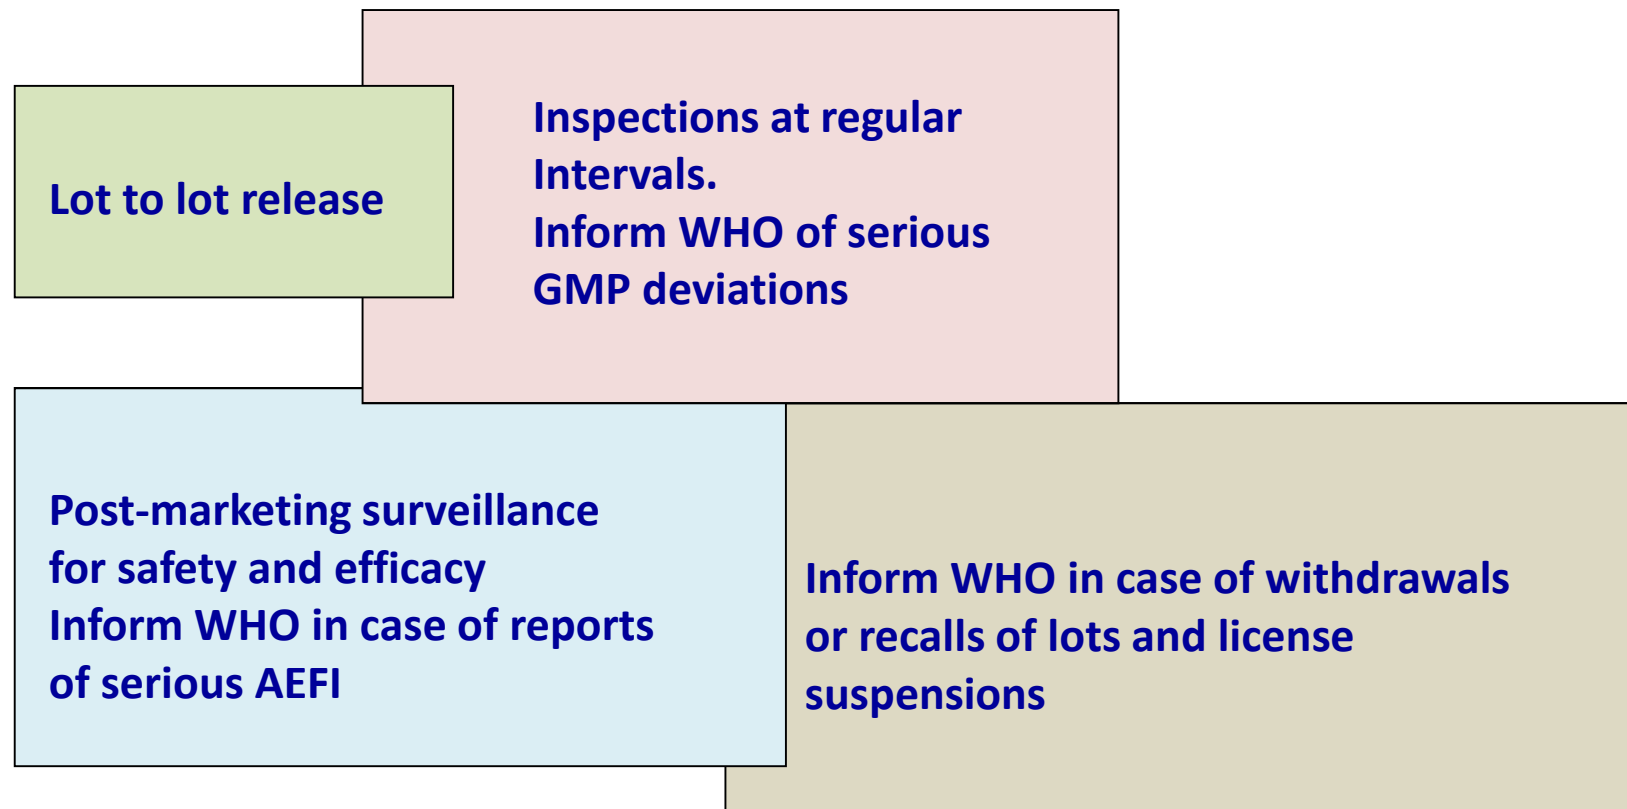 Lot to lot release
Inspections at regular
Intervals.
Inform WHO of serious
GMP deviations
Post-marketing surveillance
for safety and efficacy
Inform WHO in case of reports
of serious AEFI
Inform WHO in case of withdrawals
or recalls of lots and license
suspensions